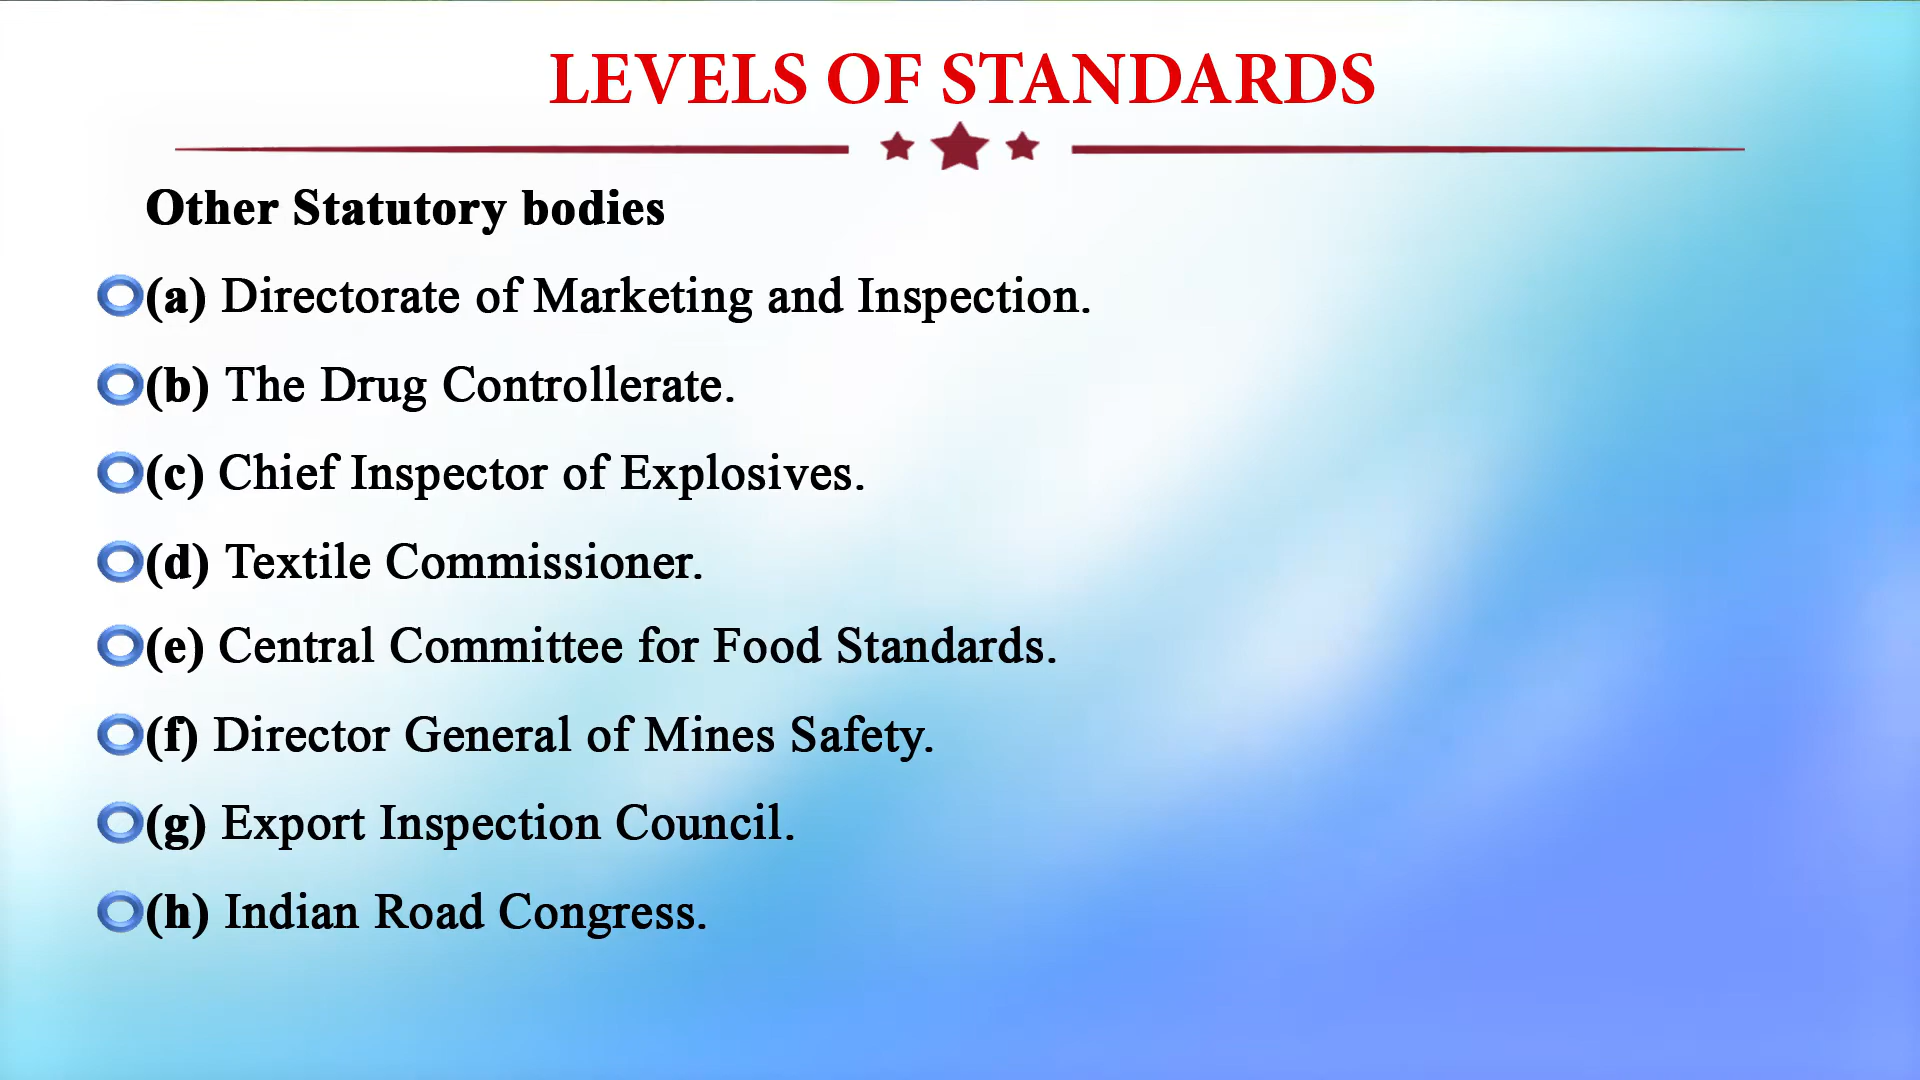 LEVELS OF STANDARDS
Other Statutory bodies
(a) Directorate of Marketing and Inspection.
(b) The Drug Controllerate.
(c) Chief Inspector of Explosives.
(d) Textile Commissioner.
(e) Central Committee for Food Standards.
(f) Director General of Mines Safety.
(g) Export Inspection Council.
(h) Indian Road Congress.